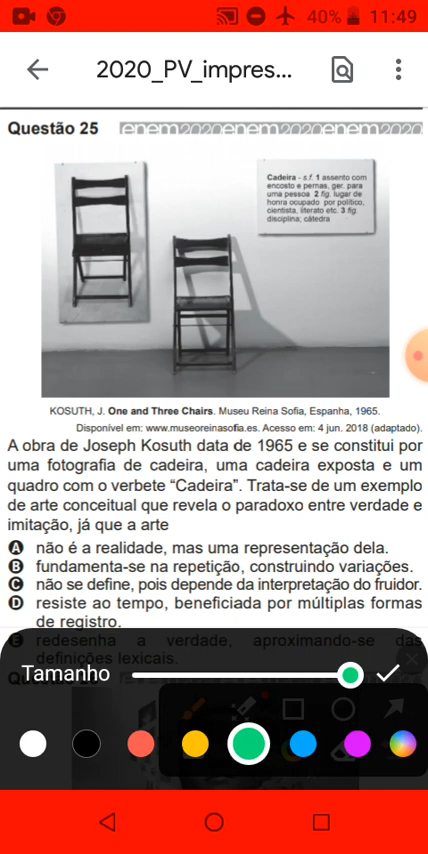 40% 11:49
2020_PV_impres...
Questão 25 enem2020enem2020enem2020
Cadeira - s.f. 1 assento com
encosto e pernas, ger. para
uma pessoa 2 fig. lugar de
honra ocupado por político,
cientista, literato etc. 3 fig.
disciplina; cátedra
KOSUTH, J. One and Three Chairs. Museu Reina Sofia, Espanha, 1965.
Disponível em: www.museoreinasofia.es. Acesso em: 4 jun. 2018 (adaptado).
A obra de Joseph Kosuth data de 1965 e se constitui por
uma fotografia de cadeira, uma cadeira exposta e um
quadro com o verbete “Cadeira”. Trata-se de um exemplo
de arte conceitual que revela o paradoxo entre verdade e
imitação, já que a arte
A não é a realidade, mas uma representação dela.
B fundamenta-se na repetição, construindo variações.
C não se define, pois depende da interpretação do fruidor.
D resiste ao tempo, beneficiada por múltiplas formas
de registro.
E redesenha a verdade, aproximando-se das
definições lexicais.
Tamanho